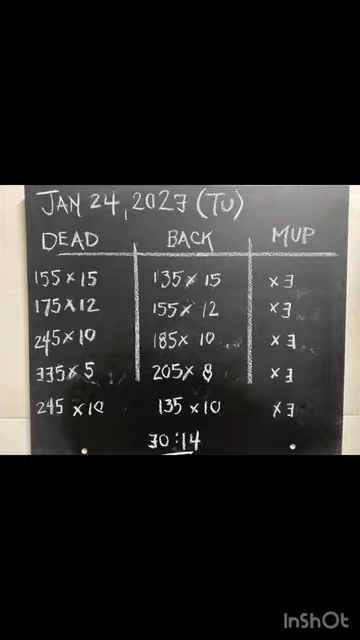 JAN 24, 2023 (TU)
DEAD BACK MUP
155 x 15 135 x 15 x 3
175 x 12 155 x 12 x 3
245 x 10 185 x 10 x 3
335 x 5 205 x 8 x 3
245 x 10 135 x 10 x 3
30:14
InShOt